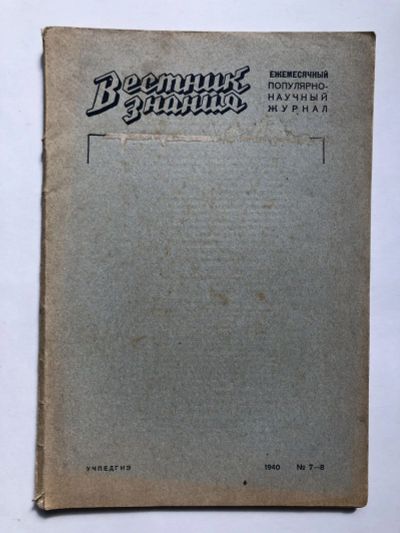 Вестник
знания
ЕЖЕМЕСЯЧНЫЙ
ПОПУЛЯРНО-
НАУЧНЫЙ
ЖУРНАЛ
УЧПЕДГИЗ
1940 № 7—8